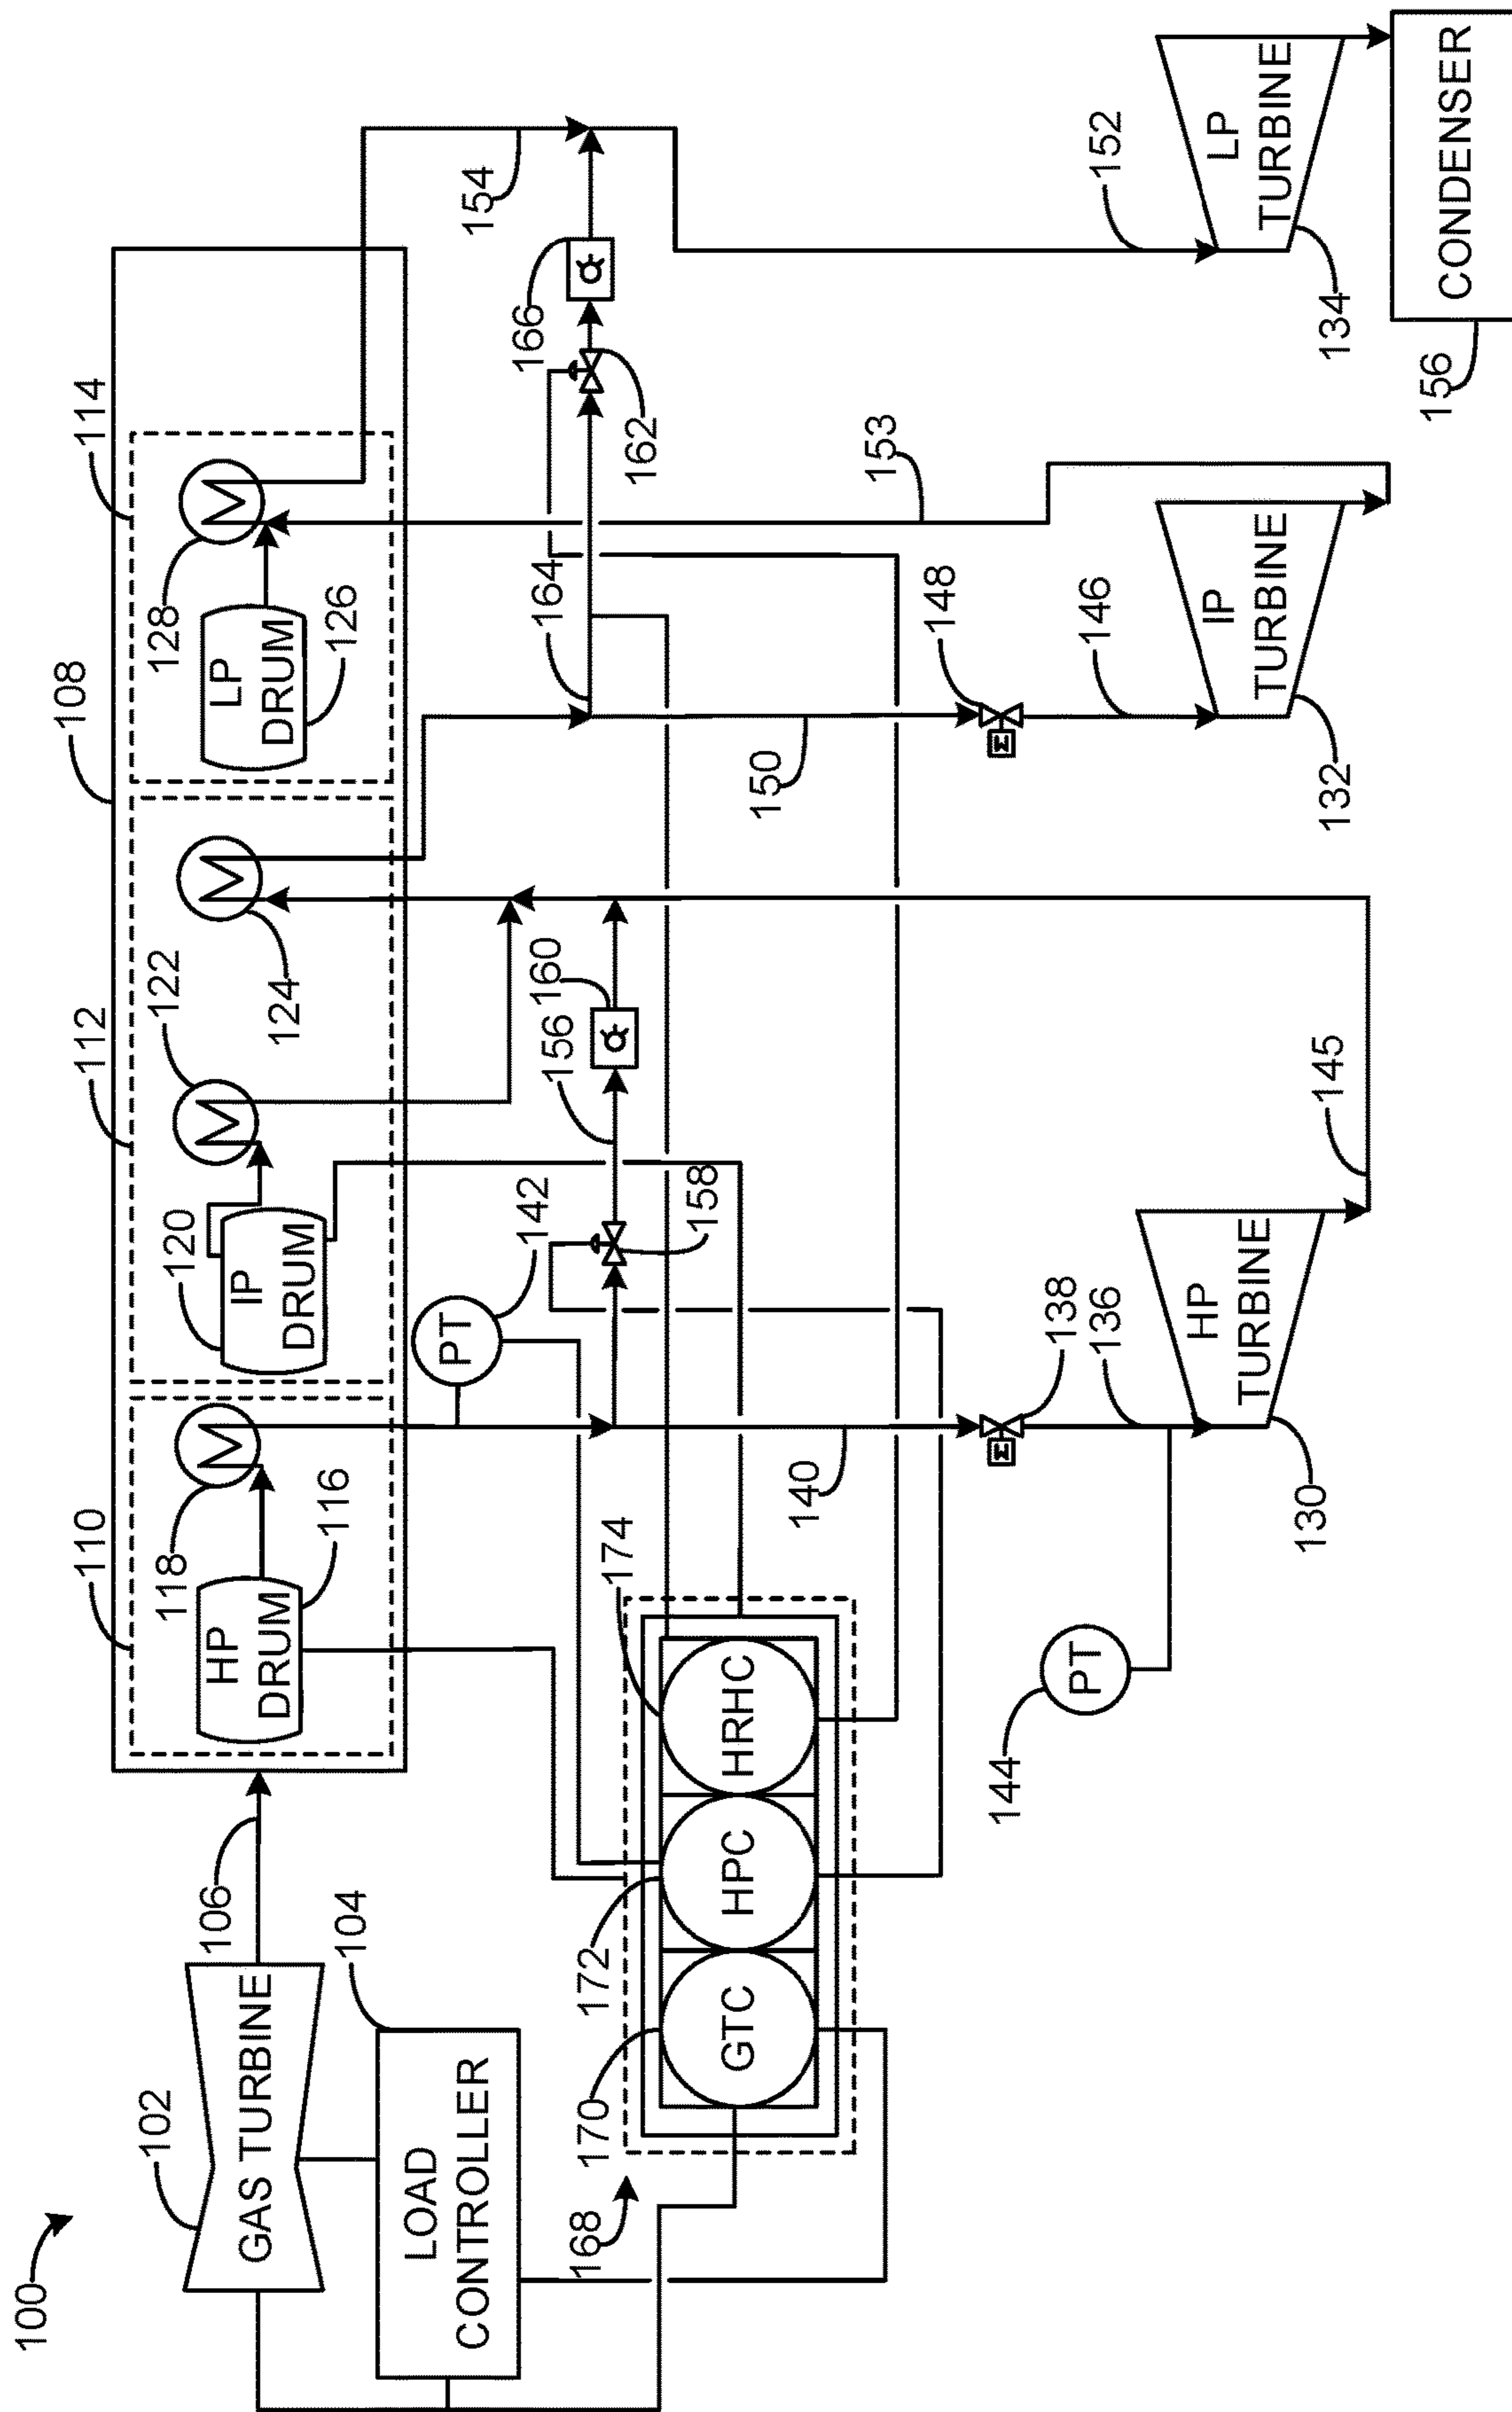 100
102
GAS TURBINE
104
LOAD
CONTROLLER
106
108
110
112
114
HP
DRUM
116
118
IP
DRUM
120
122
124
LP
DRUM
126
128
PT
142
158
156
160
164
162
166
154
168
170
GTC
172
HPC
174
HRHC
140
138
136
PT
144
HP
TURBINE
130
145
150
148
146
IP
TURBINE
132
153
152
LP
TURBINE
134
CONDENSER
156
M
M